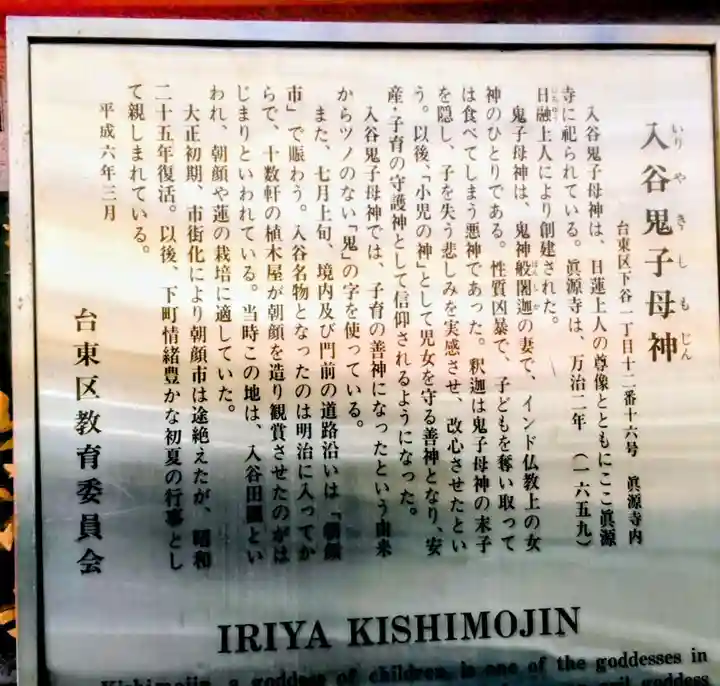 入谷鬼子母神
いりやきしもじん
台東区下谷一丁目十二番十六号 眞源寺内
入谷鬼子母神は、日蓮上人の尊像とともにここ眞源
寺に祀られている。眞源寺は、万治二年(一六五九)
日融上人により創建された。
鬼子母神は、鬼神般闍迦の妻で、インド仏教上の女
神のひとりである。性質凶暴で、子どもを奪い取って
は食べてしまう悪神であった。釈迦は鬼子母神の末子
を隠し、子を失う悲しみを実感させ、改心させたとい
う。以後、「小児の神」として児女を守る善神となり、安
産・子育の守護神として信仰されるようになった。
入谷鬼子母神では、子育の善神になったという由来
からツノのない「鬼」の字を使っている。
また、七月上旬、境内及び門前の道路沿いは「朝顔
市」で賑わう。入谷名物となったのは明治に入ってか
らで、十数軒の植木屋が朝顔を造り観賞させたのがは
じまりといわれている。当時この地は、入谷田圃とい
われ、朝顔や蓮の栽培に適していた。
大正初期、市街化により朝顔市は途絶えたが、昭和
二十五年復活。以後、下町情緒豊かな初夏の行事とし
て親しまれている。
平成六年三月
台東区教育委員会
IRIYA KISHIMOJIN
Kishimojin, a goddess of children, is one of the goddesses in
goddess